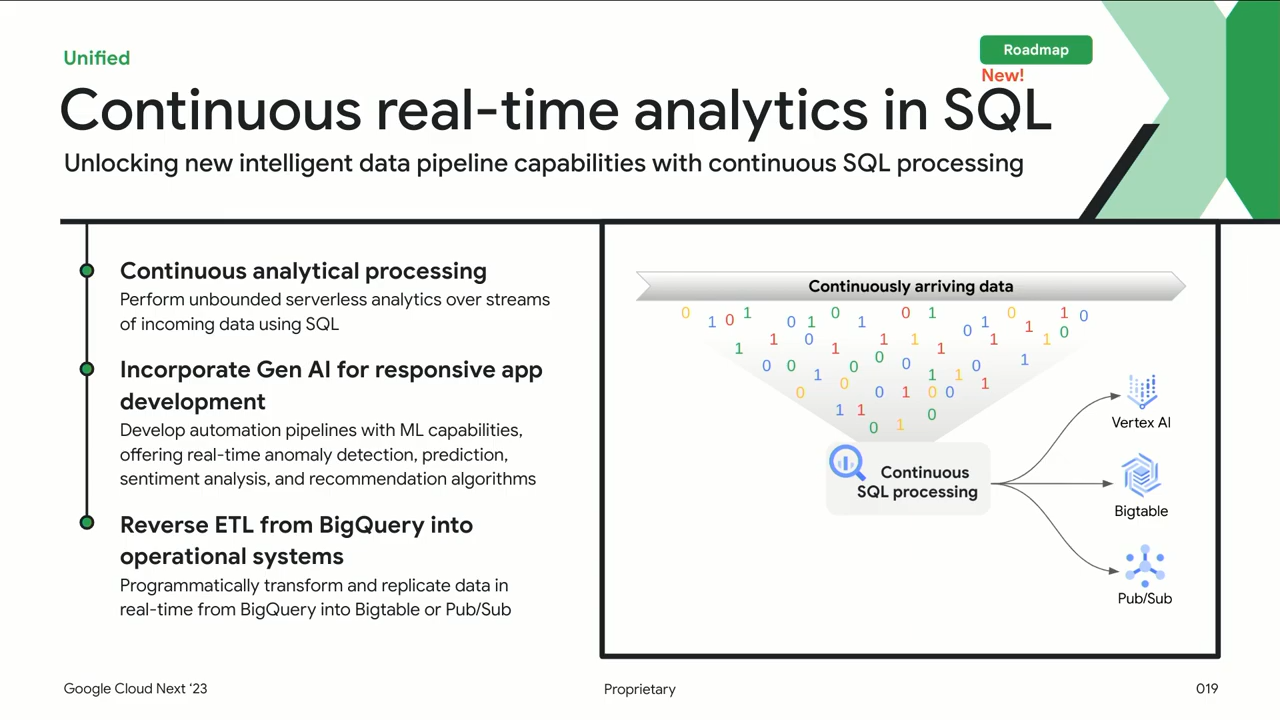 Unified
Roadmap
New!
Continuous real-time analytics in SQL
Unlocking new intelligent data pipeline capabilities with continuous SQL processing
Continuous analytical processing
Perform unbounded serverless analytics over streams
of incoming data using SQL
Incorporate Gen AI for responsive app
development
Develop automation pipelines with ML capabilities,
offering real-time anomaly detection, prediction,
sentiment analysis, and recommendation algorithms
Reverse ETL from BigQuery into
operational systems
Programmatically transform and replicate data in
real-time from BigQuery into Bigtable or Pub/Sub
Continuously arriving data
0 1 0 1 0 1 0 1 0 1 0 1 0 1 1 0
1 0 1 0 1 1 1 0 1 1 0
1 0 0 1 0 0 0 1 1 1
0 0 0 1 0 0 1
1 1 0 1 0
Continuous
SQL processing
Vertex AI
Bigtable
Pub/Sub
Google Cloud Next ‘23
Proprietary
019